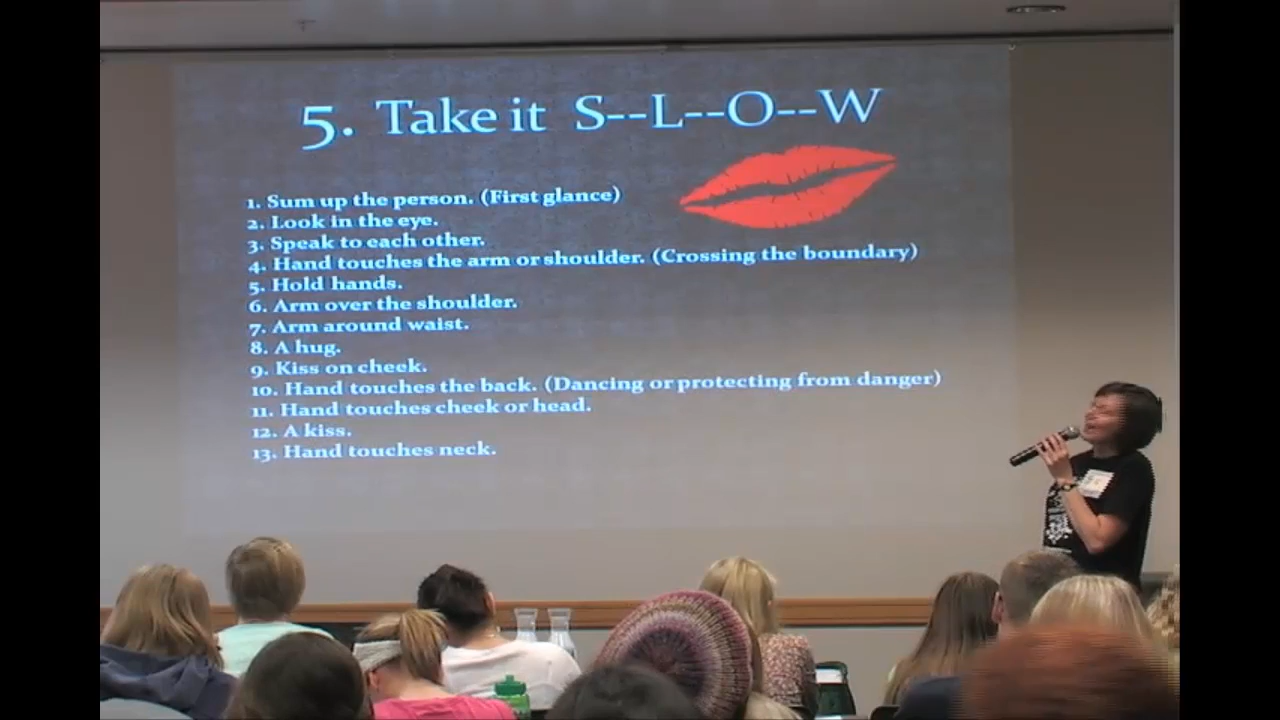 5. Take it S--L--O--W
1. Sum up the person. (First glance)
2. Look in the eye.
3. Speak to each other.
4. Hand touches the arm or shoulder. (Crossing the boundary)
5. Hold hands.
6. Arm over the shoulder.
7. Arm around waist.
8. A hug.
9. Kiss on cheek.
10. Hand touches the back. (Dancing or protecting from danger)
11. Hand touches cheek or head.
12. A kiss.
13. Hand touches neck.